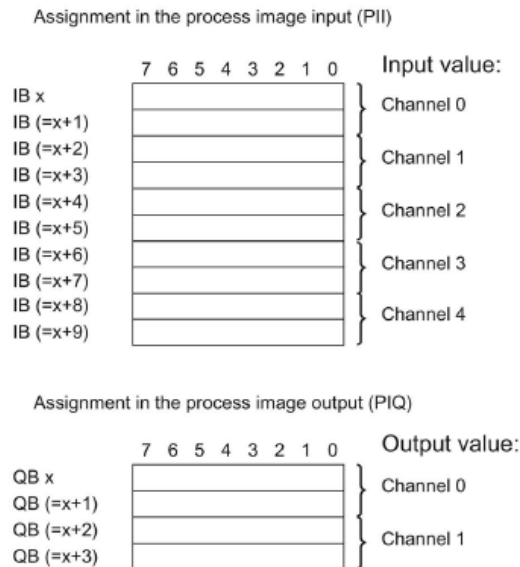 Assignment in the process image input (PII)
7 6 5 4 3 2 1 0 Input value:
IB x
Channel 0
IB (=x+1)
IB (=x+2)
Channel 1
IB (=x+3)
IB (=x+4)
Channel 2
IB (=x+5)
IB (=x+6)
Channel 3
IB (=x+7)
IB (=x+8)
Channel 4
IB (=x+9)
Assignment in the process image output (PIQ)
7 6 5 4 3 2 1 0 Output value:
QB x
Channel 0
QB (=x+1)
QB (=x+2)
Channel 1
QB (=x+3)